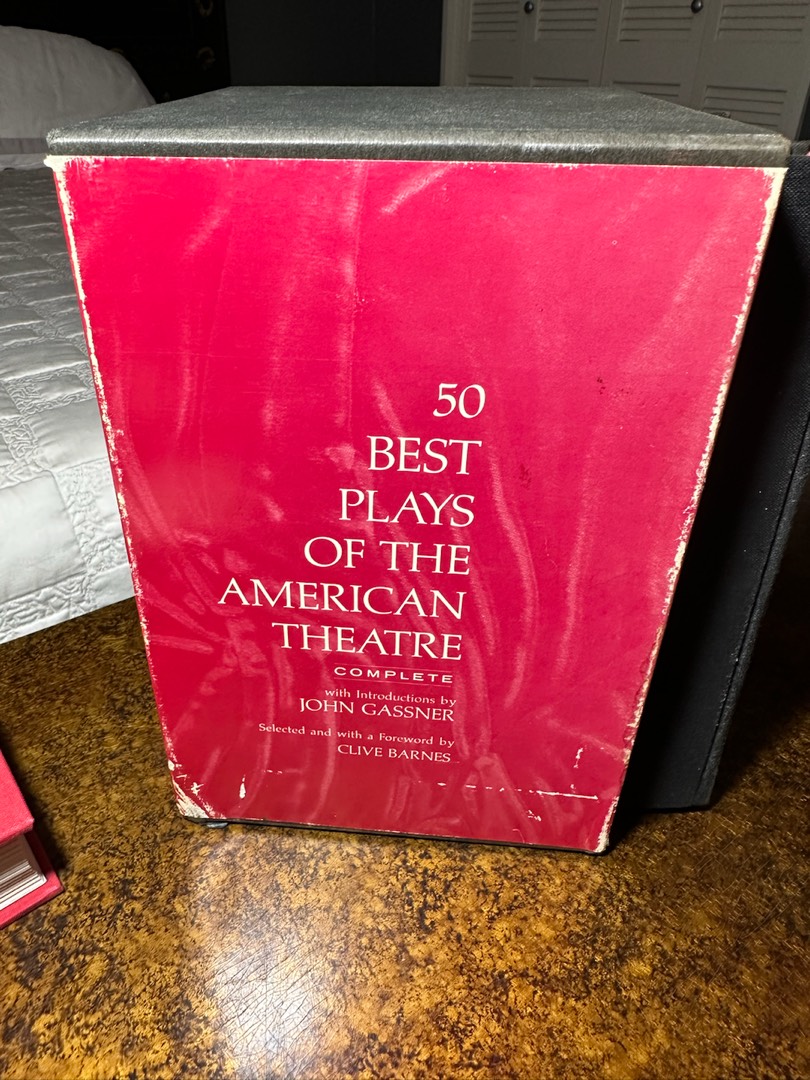 50
BEST
PLAYS
OF THE
AMERICAN
THEATRE
COMPLETE
with Introductions by
JOHN GASSNER
Selected and with a Foreword by
CLIVE BARNES